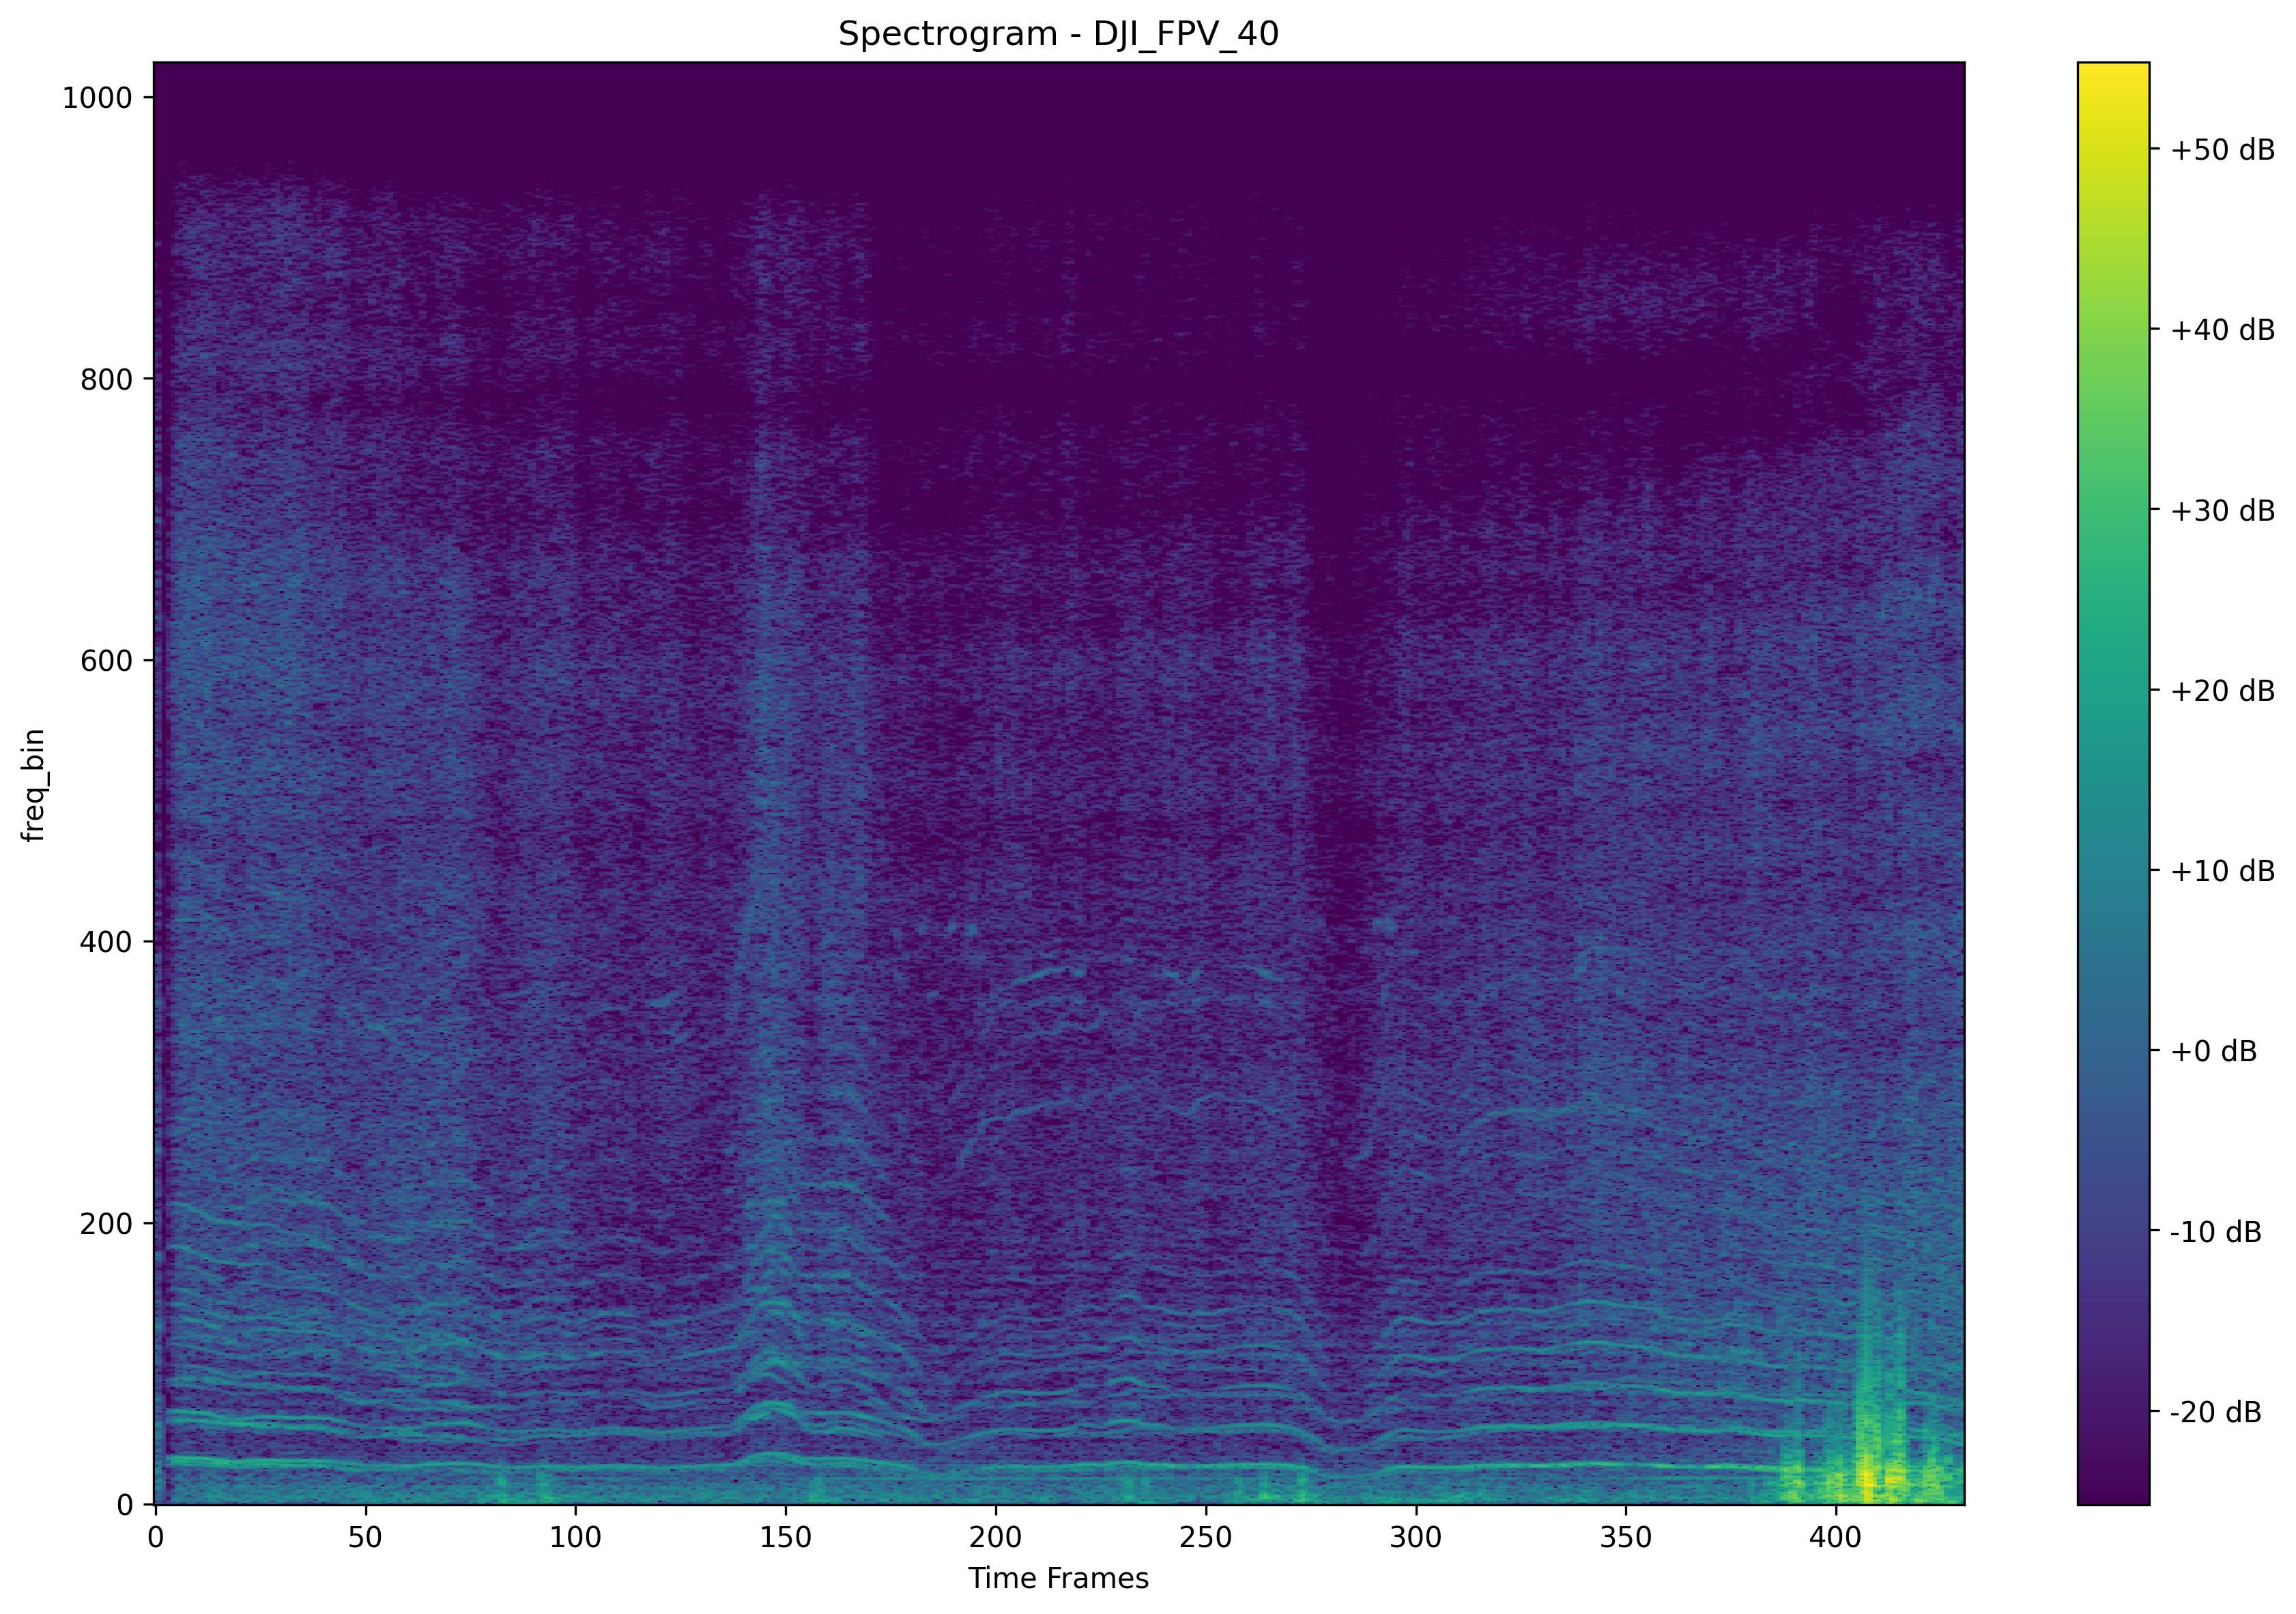 Spectrogram - DJI_FPV_40
1000
800
600
400
200
0
freq_bin
0 50 100 150 200 250 300 350 400
Time Frames
+50 dB
+40 dB
+30 dB
+20 dB
+10 dB
+0 dB
-10 dB
-20 dB